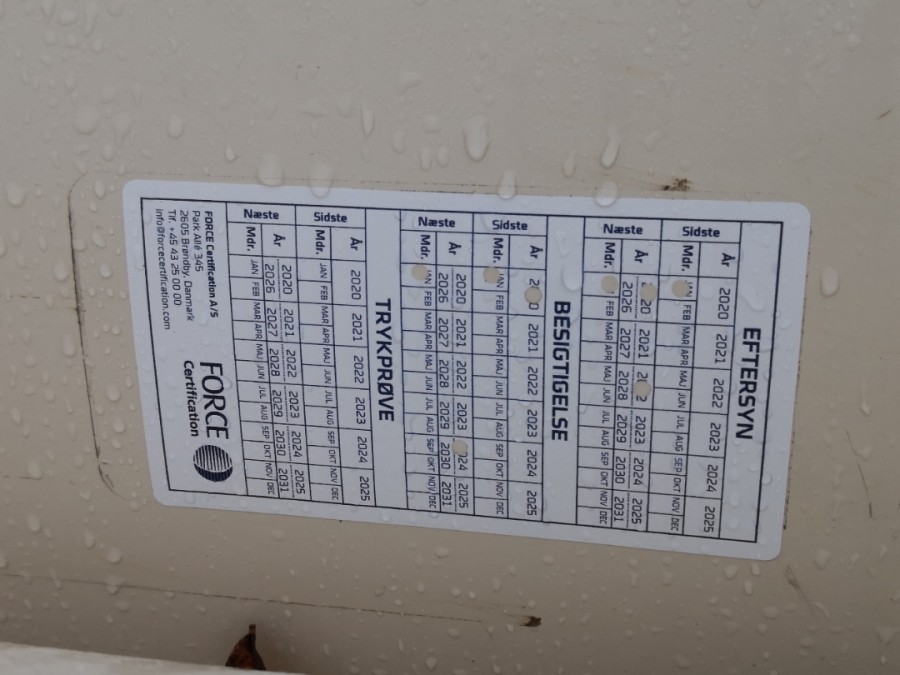 EFTERSYN
Sidste
År 2020 2021 2022 2023 2024 2025
Mdr. JAN FEB MAR APR MAJ JUN JUL AUG SEP OKT NOV DEC
Næste
År 2020 2021 2023 2024 2025
2026 2027 2028 2029 2030 2031
Mdr. FEB MAR APR MAJ JUN JUL AUG SEP OKT NOV DEC
BESIGTIGELSE
Sidste
År 2020 2021 2022 2023 2024 2025
Mdr. JAN FEB MAR APR MAJ JUN JUL AUG SEP OKT NOV DEC
Næste
År 2020 2021 2022 2023 2024 2025
2026 2027 2028 2029 2030 2031
Mdr. JAN FEB MAR APR MAJ JUN JUL AUG SEP OKT NOV DEC
TRYKPRØVE
Sidste
År 2020 2021 2022 2023 2024 2025
Mdr. JAN FEB MAR APR MAJ JUN JUL AUG SEP OKT NOV DEC
Næste
År 2020 2021 2022 2023 2024 2025
2026 2027 2028 2029 2030 2031
Mdr. JAN FEB MAR APR MAJ JUN JUL AUG SEP OKT NOV DEC
FORCE Certification A/S
Park Allé 345
2605 Brøndby, Danmark
Tlf. +45 43 25 00 00
info@forcecertification.com
FORCE
Certification